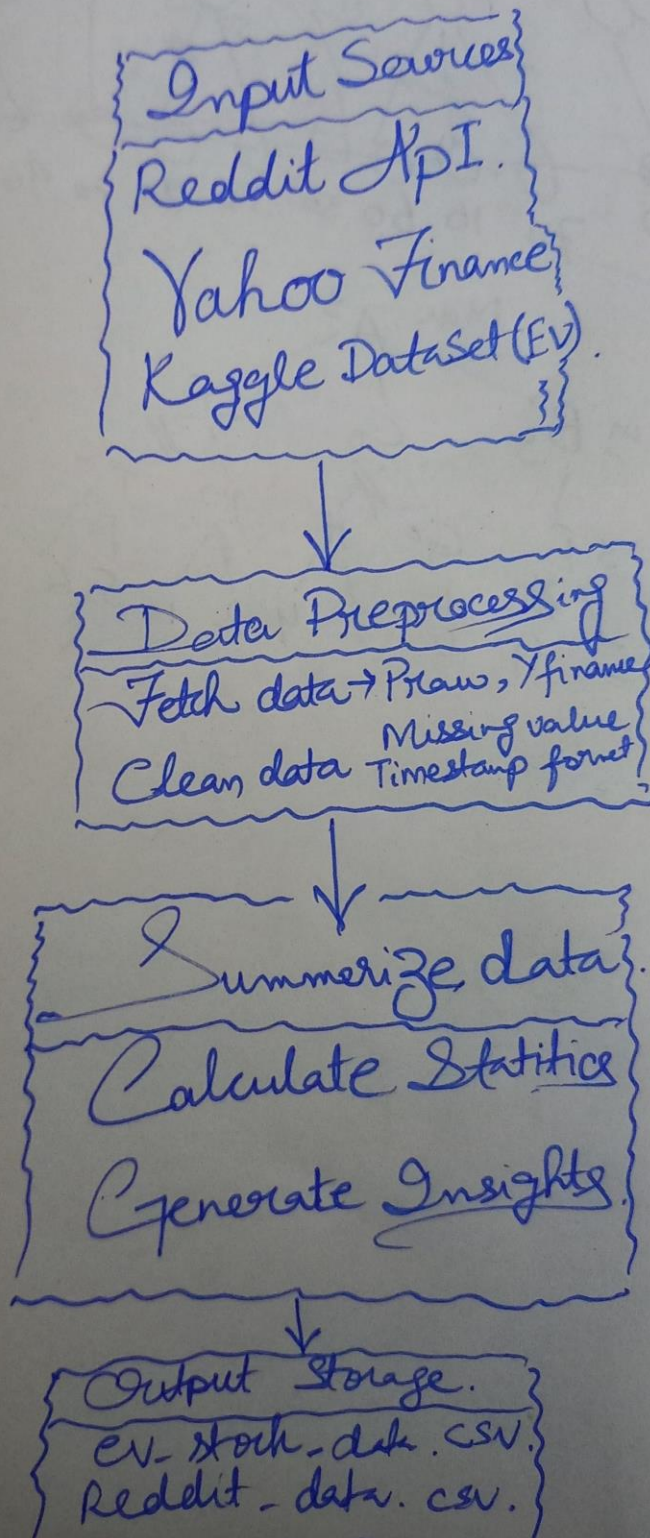 Input Sources
Reddit ApI.
Yahoo Finance
Kaggle Dataset (EV).
Data Preprocessing
Fetch data → Praw, Yfinance
Missing value
Clean data Timestamp format
Summerize data.
Calculate Statitics
Generate Insights.
Output Storage.
ev_stock_data.csv.
Reddit_data.csv.